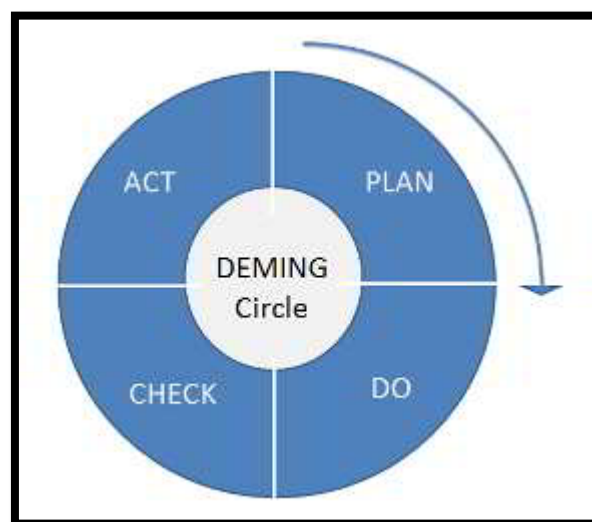 ACT
PLAN
DEMING
Circle
CHECK
DO